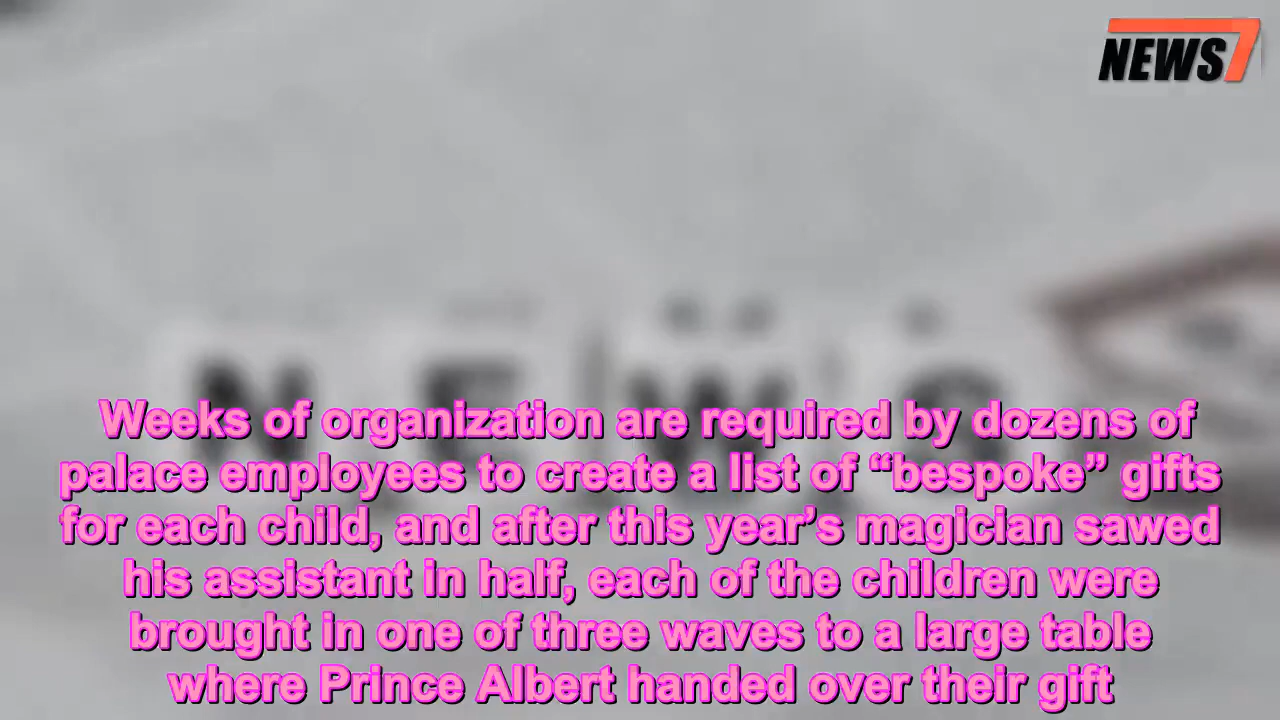 NEWS7
NEWS
Weeks of organization are required by dozens of
palace employees to create a list of “bespoke” gifts
for each child, and after this year’s magician sawed
his assistant in half, each of the children were
brought in one of three waves to a large table
where Prince Albert handed over their gift